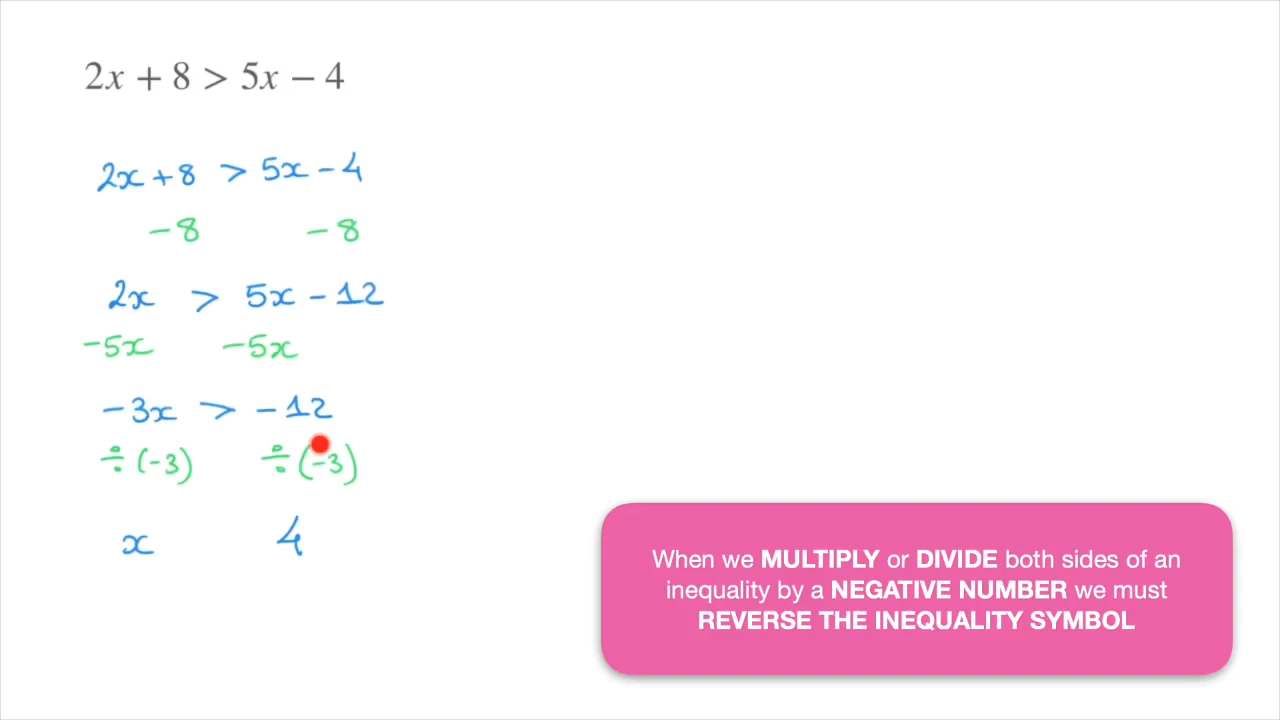 2x + 8 > 5x − 4
2x + 8 > 5x − 4
− 8 − 8
2x > 5x − 12
−5x −5x
−3x > −12
÷ (−3) ÷ (−3)
x 4
When we MULTIPLY or DIVIDE both sides of an
inequality by a NEGATIVE NUMBER we must
REVERSE THE INEQUALITY SYMBOL